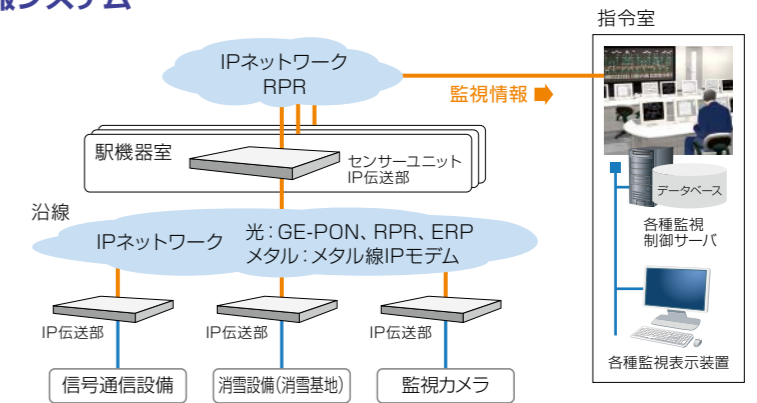 報システム
指令室
IPネットワーク
RPR
監視情報
駅機器室
センサーユニット
IP伝送部
データベース
沿線
各種監視
制御サーバ
IPネットワーク
光：GE-PON、RPR、ERP
メタル：メタル線IPモデム
IP伝送部
IP伝送部
IP伝送部
各種監視表示装置
信号通信設備
消雪設備(消雪基地)
監視カメラ